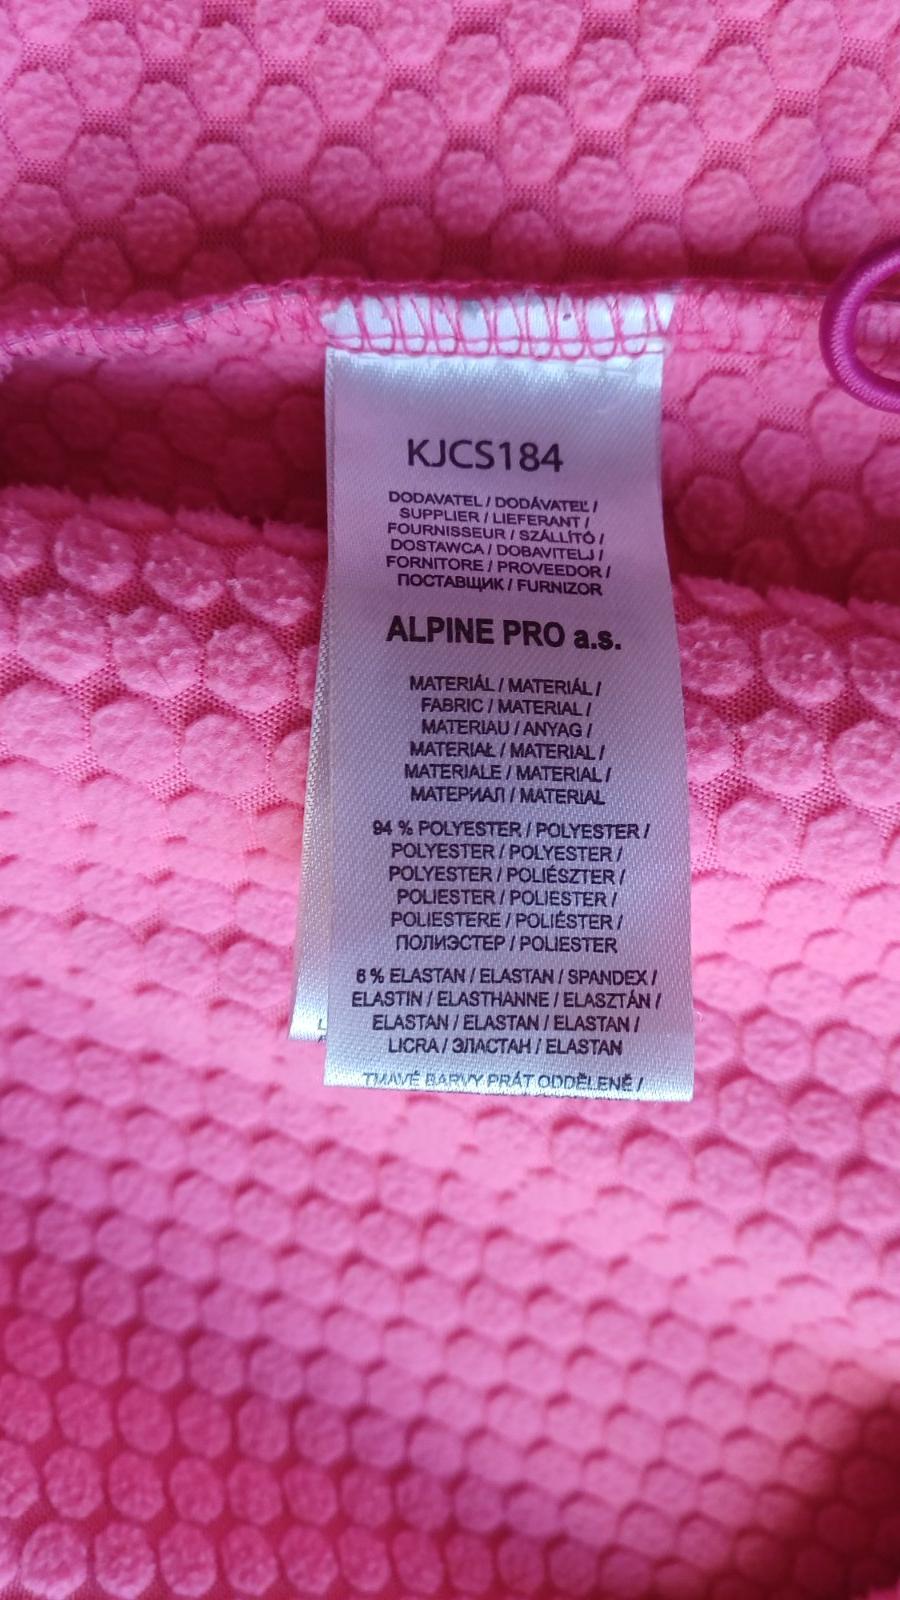 KJCS184
DODAVATEL / DODÁVATEĽ /
SUPPLIER / LIEFERANT /
FOURNISSEUR / SZÁLLÍTÓ /
DOSTAWCA / DOBAVITELJ /
FORNITORE / PROVEEDOR /
ПОСТАВЩИК / FURNIZOR
ALPINE PRO a.s.
MATERIÁL / MATERIÁL /
FABRIC / MATERIAL /
MATERIAU / ANYAG /
MATERIAŁ / MATERIAL /
MATERIALE / MATERIAL /
МАТЕРИАЛ / MATERIAL
94 % POLYESTER / POLYESTER /
POLYESTER / POLYESTER /
POLYESTER / POLIÉSZTER /
POLIESTER / POLIESTER /
POLIESTERE / POLIÉSTER /
ПОЛИЭСТЕР / POLIESTER
6 % ELASTAN / ELASTAN / SPANDEX /
ELASTIN / ELASTHANNE / ELASZTÁN /
ELASTAN / ELASTAN / ELASTAN /
LICRA / ЭЛАСТАН / ELASTAN
TMAVÉ BARVY PRÁT ODDĚLENĚ /